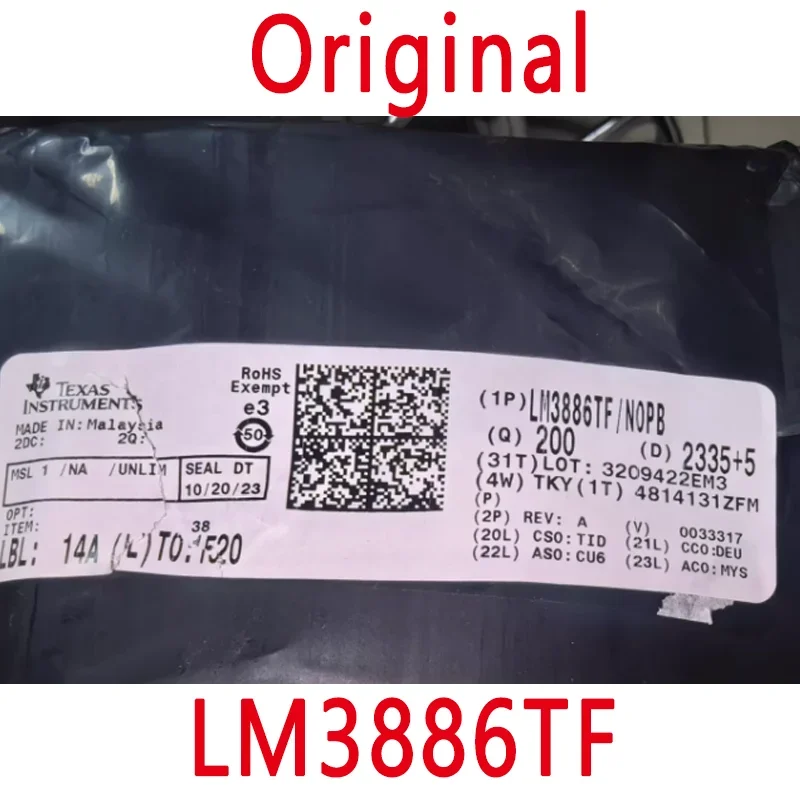 Original
TEXAS
INSTRUMENTS
MADE IN: Malaysia
2DC: 2Q:
MSL 1 /NA /UNLIM
SEAL DT
10/20/23
OPT:
ITEM: 38
LBL: 14A (L)TO:1520
RoHS
Exempt
e3
50
(1P) LM3886TF/NOPB
(Q) 200 (D) 2335+5
(31T)LOT: 3209422EM3
(4W) TKY(1T) 4814131ZFM
(P)
(2P) REV: A (V) 0033317
(20L) CSO:TID (21L) CCO:DEU
(22L) ASO:CU6 (23L) ACO:MYS
LM3886TF